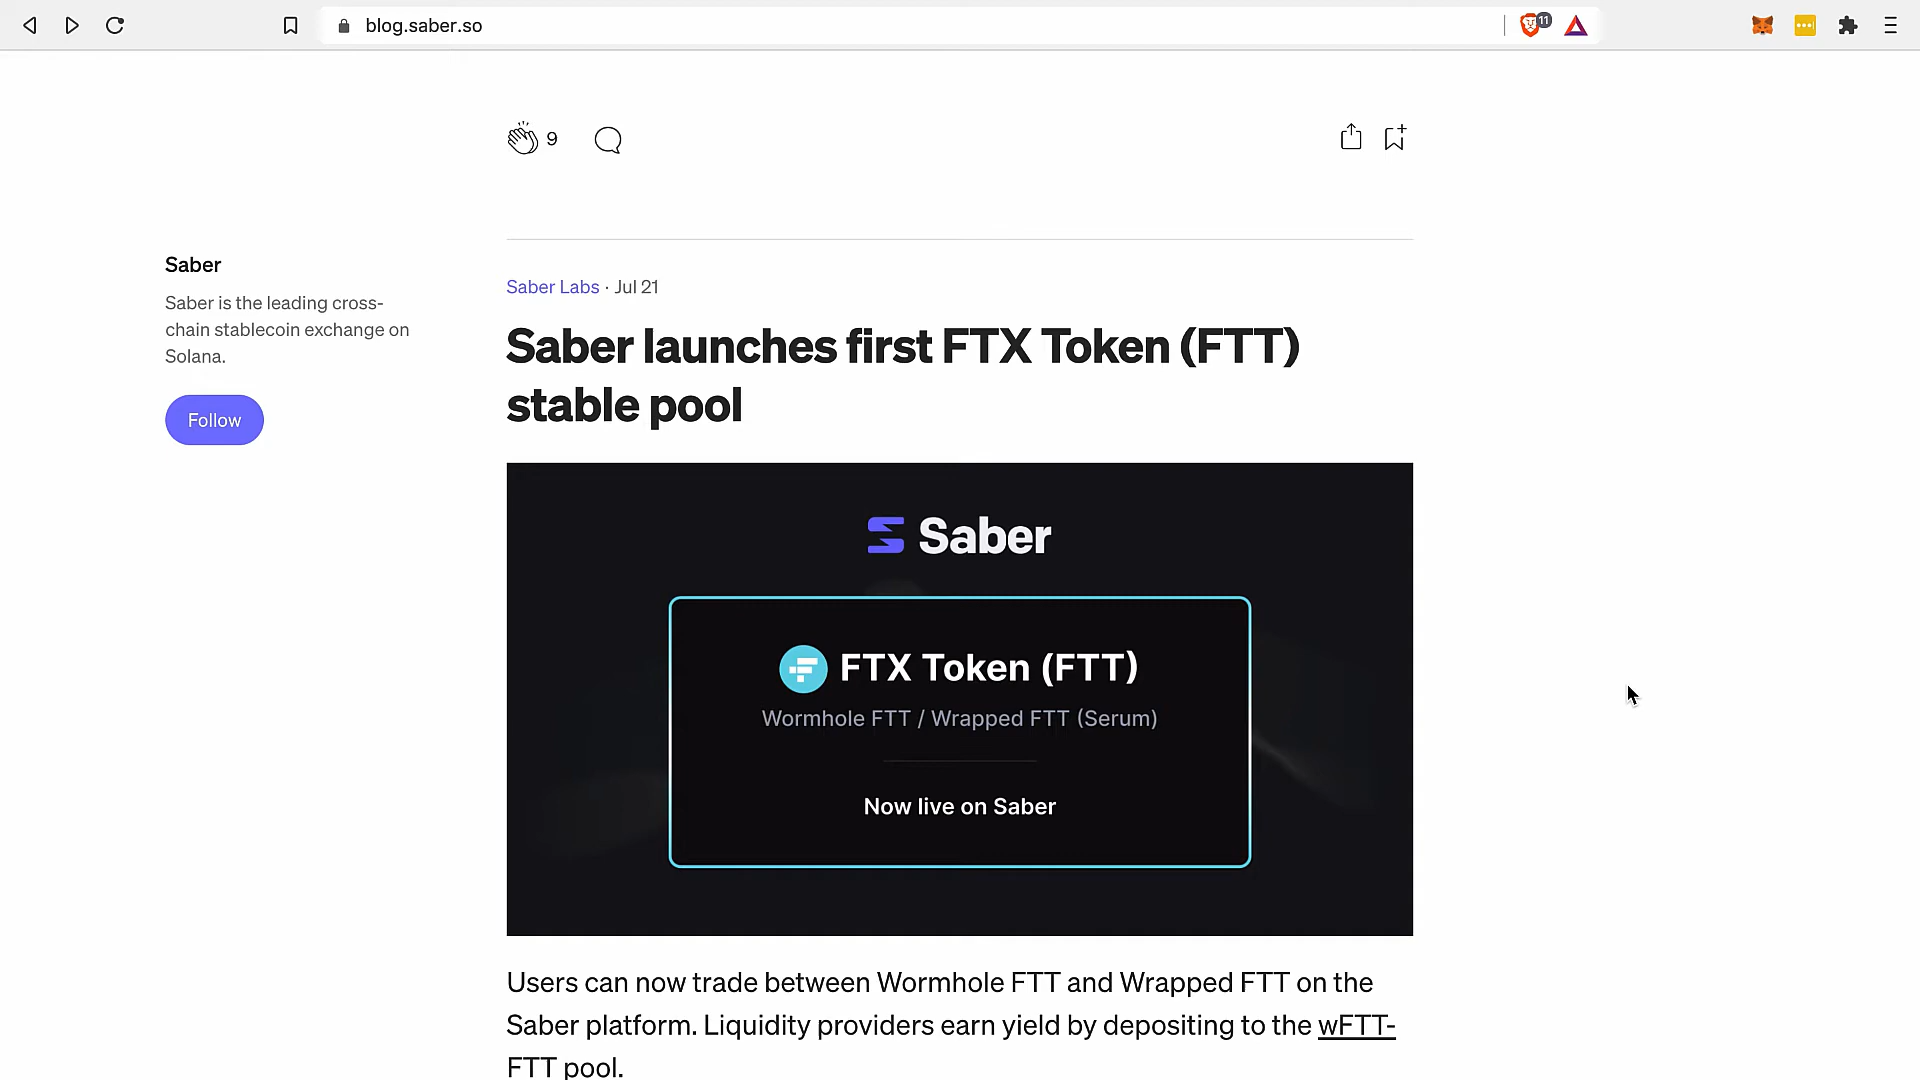 blog.saber.so
11
9
Saber
Saber is the leading cross-
chain stablecoin exchange on
Solana.
Follow
Saber Labs · Jul 21
Saber launches first FTX Token (FTT)
stable pool
Saber
FTX Token (FTT)
Wormhole FTT / Wrapped FTT (Serum)
Now live on Saber
Users can now trade between Wormhole FTT and Wrapped FTT on the
Saber platform. Liquidity providers earn yield by depositing to the wFTT-
FTT pool.